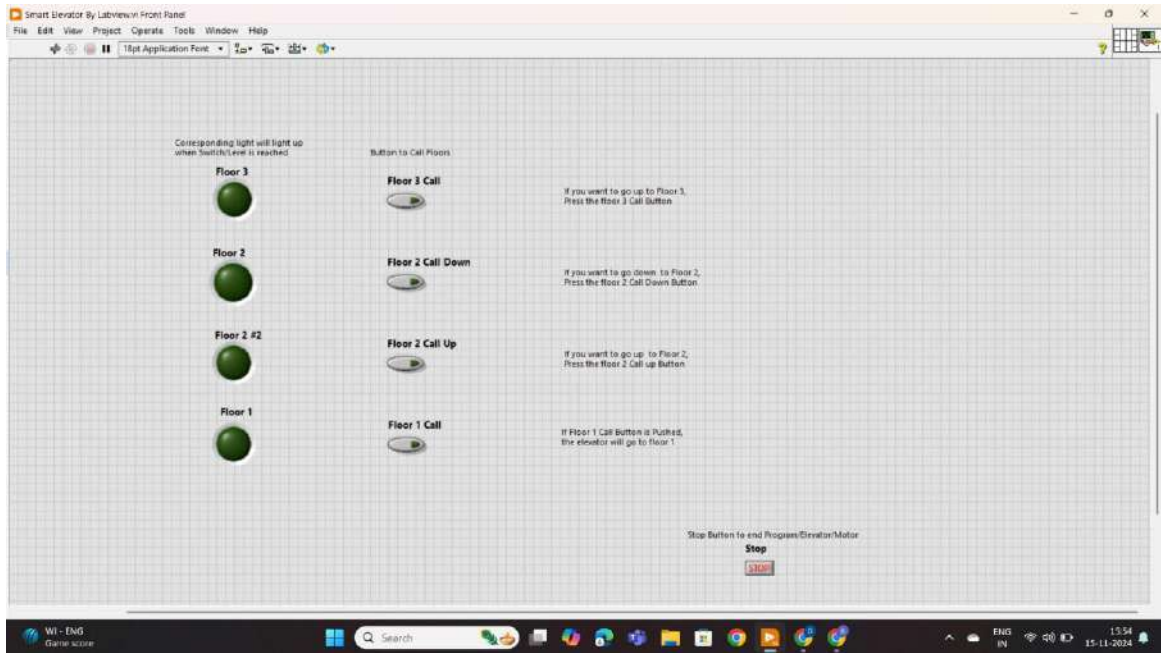 Smart Elevator By Labview.vi Front Panel
File Edit View Project Operate Tools Window Help
18pt Application Font
Corresponding light will light up
when Switch/Level is reached
Button to Call Floors
Floor 3
Floor 3 Call
If you want to go up to Floor 3,
Press the floor 3 Call Button
Floor 2
Floor 2 Call Down
If you want to go down to Floor 2,
Press the floor 2 Call Down Button
Floor 2 #2
Floor 2 Call Up
If you want to go up to Floor 2,
Press the floor 2 Call up Button
Floor 1
Floor 1 Call
If Floor 1 Call Button is Pushed,
the elevator will go to floor 1
Stop Button to end Program/Elevator/Motor
Stop
STOP
WI - ENG
Game score
Search
ENG
IN
15:54
15-11-2024